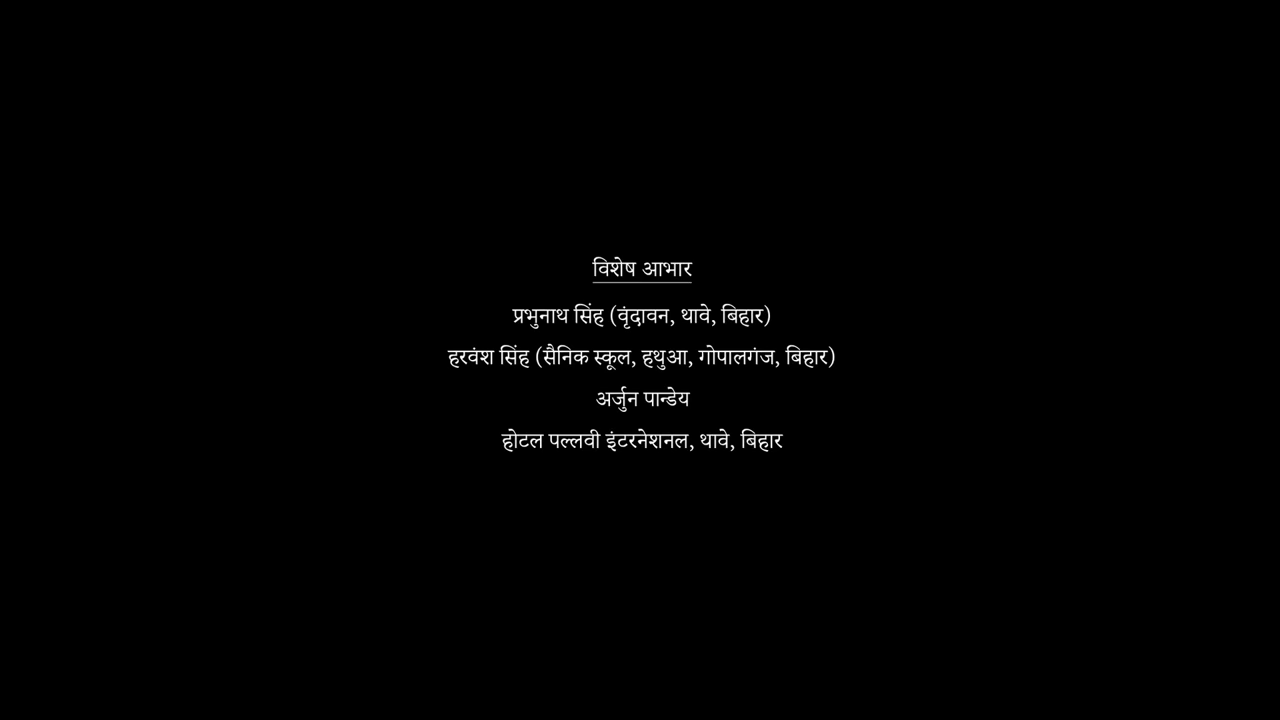 विशेष आभार
प्रभुनाथ सिंह (वृंदावन, थावे, बिहार)
हरवंश सिंह (सैनिक स्कूल, हथुआ, गोपालगंज, बिहार)
अर्जुन पान्डेय
होटल पल्लवी इंटरनेशनल, थावे, बिहार